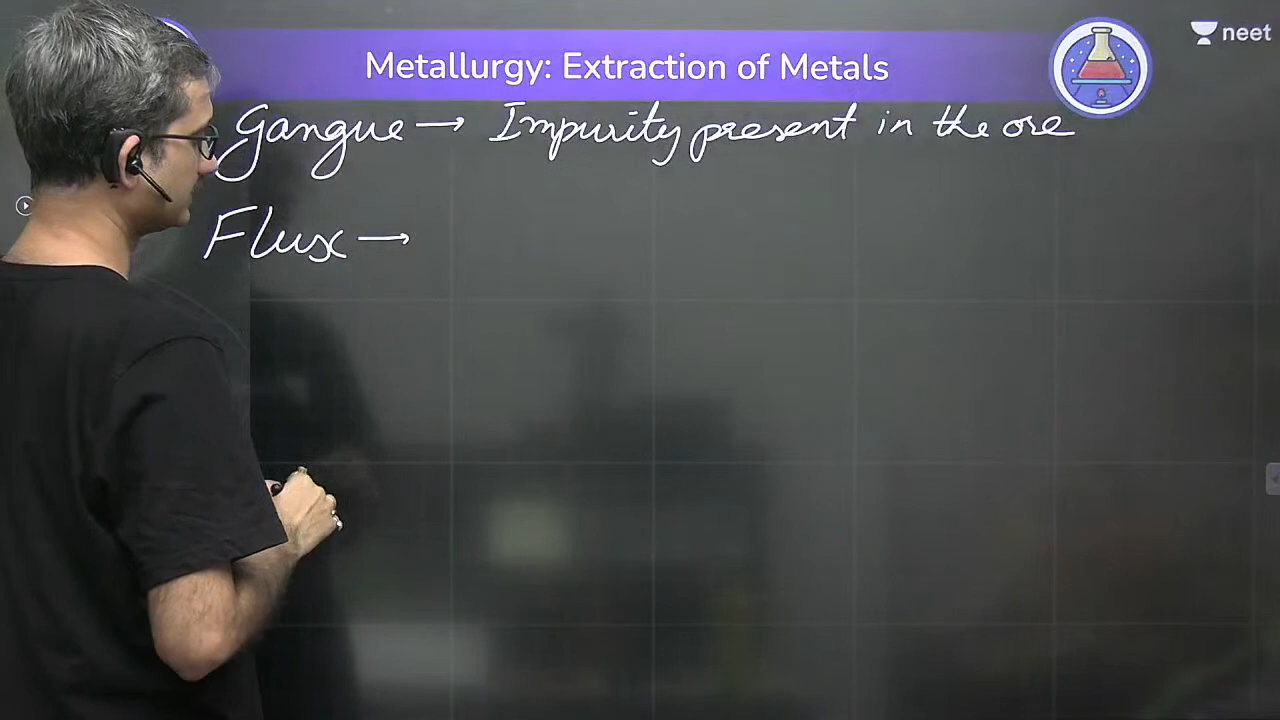 Metallurgy: Extraction of Metals
neet
Gangue → Impurity present in the ore
Flux →